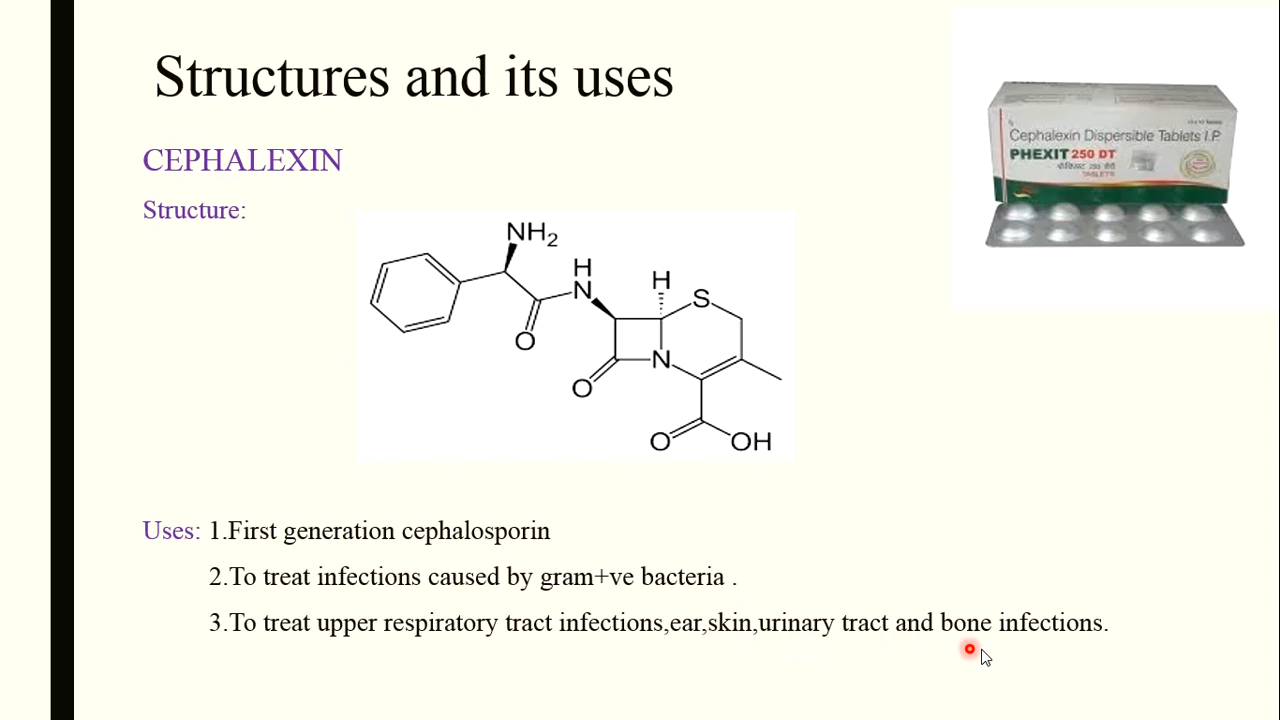 Structures and its uses
CEPHALEXIN
Structure:
NH2
H
N
H
S
O
O
N
O
OH
Cephalexin Dispersible Tablets I.P.
PHEXIT 250 DT
TABLETS
Uses: 1.First generation cephalosporin
2.To treat infections caused by gram+ve bacteria .
3.To treat upper respiratory tract infections,ear,skin,urinary tract and bone infections.